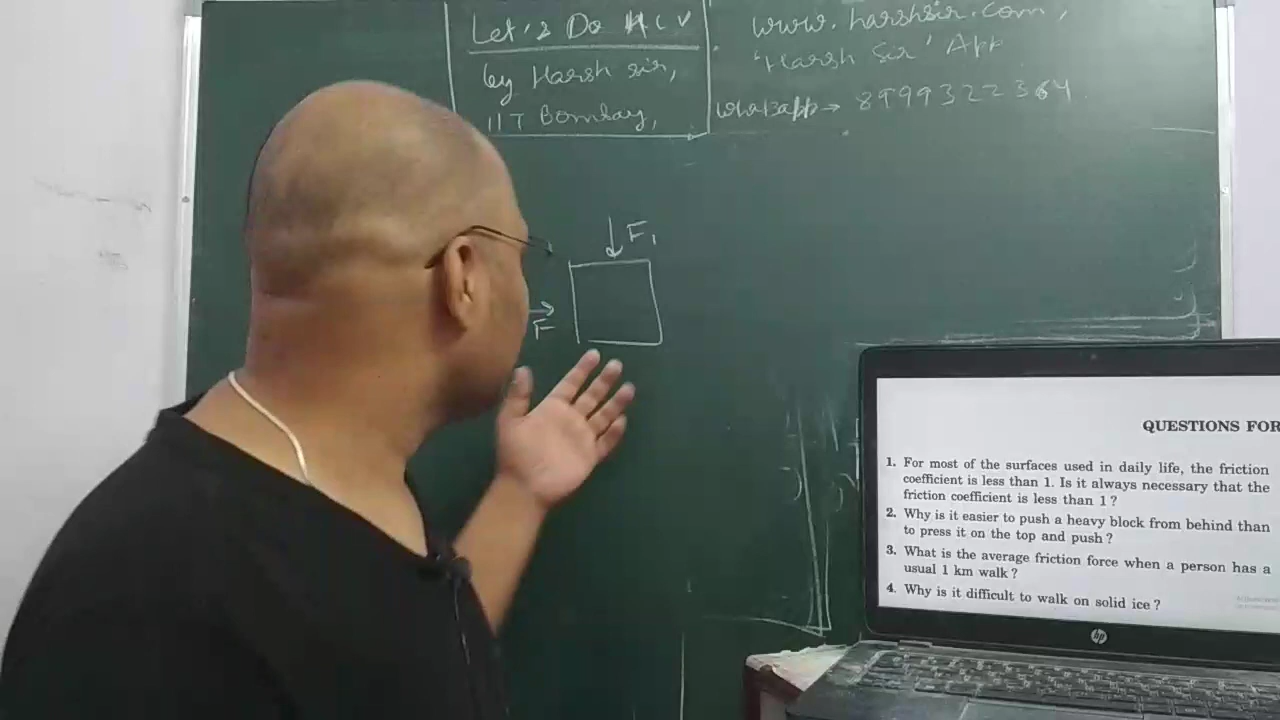 Let's Do HCV
by Harsh sir,
IIT Bombay,
www.harshsir.com,
'Harsh Sir' App
whatsapp → 8999322364
F₁
F
QUESTIONS FOR
1. For most of the surfaces used in daily life, the friction
coefficient is less than 1. Is it always necessary that the
friction coefficient is less than 1 ?
2. Why is it easier to push a heavy block from behind than
to press it on the top and push ?
3. What is the average friction force when a person has a
usual 1 km walk ?
4. Why is it difficult to walk on solid ice ?
hp